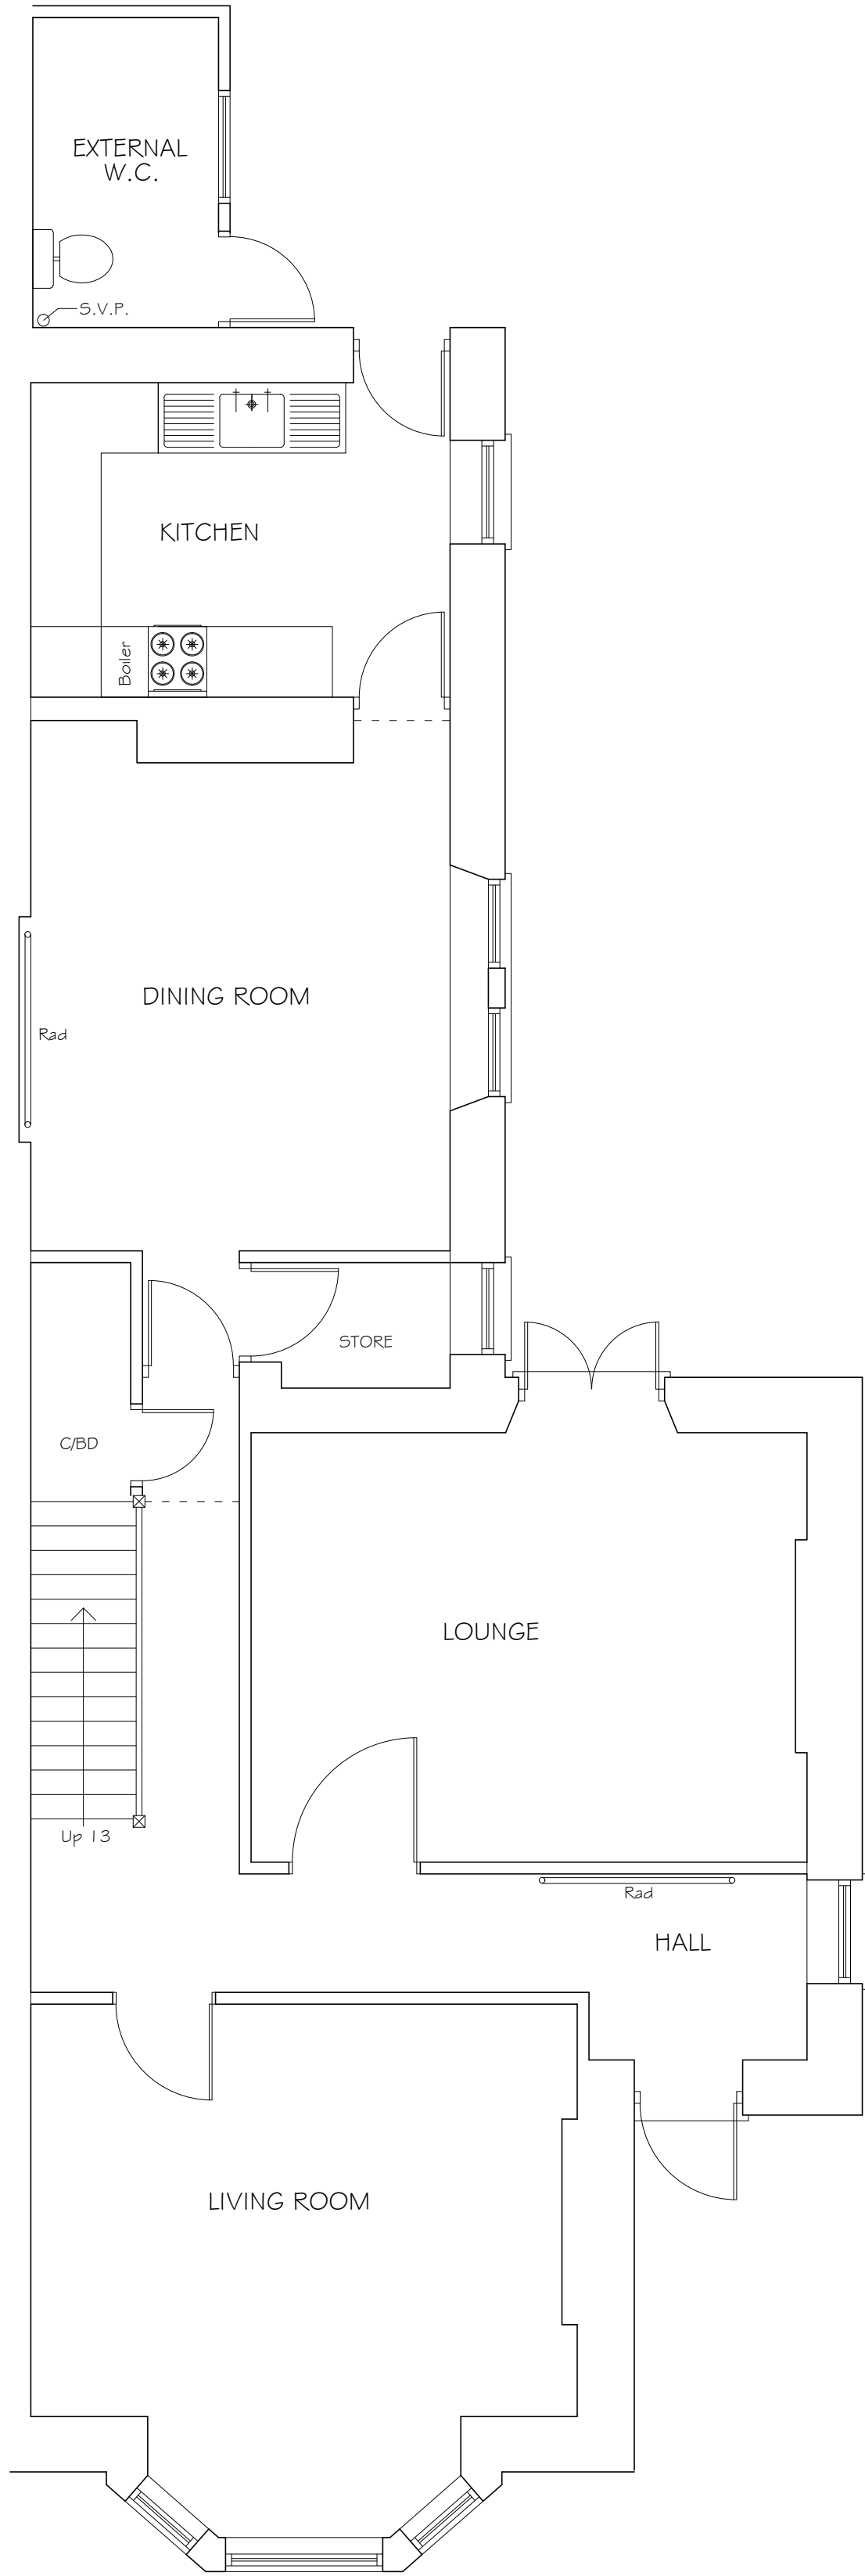 EXTERNAL
W.C.
S.V.P.
KITCHEN
Boiler
DINING ROOM
Rad
STORE
C/BD
LOUNGE
Up 13
Rad
HALL
LIVING ROOM